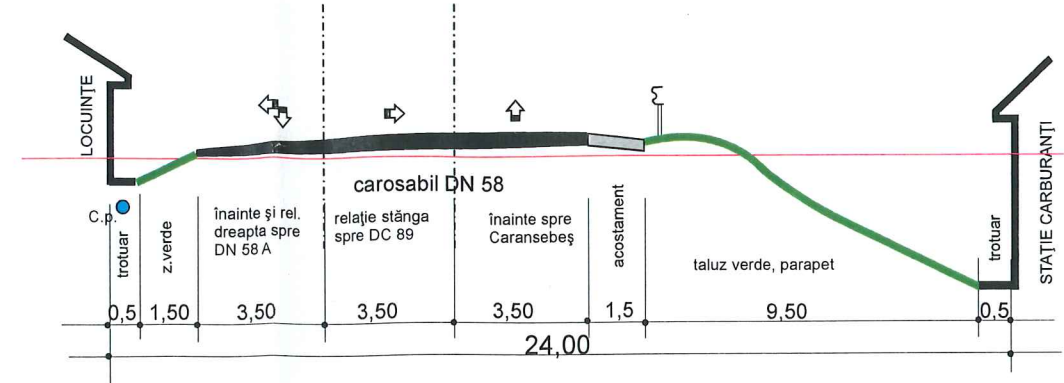 LOCUINȚE
STAȚIE CARBURANȚI
carosabil DN 58
C.p.
trotuar
z.verde
înainte și rel.
dreapta spre
DN 58 A
relație stănga
spre DC 89
înainte spre
Caransebeș
acostament
taluz verde, parapet
trotuar
0,5 1,50 3,50 3,50 3,50 1,5 9,50 0,5
24,00